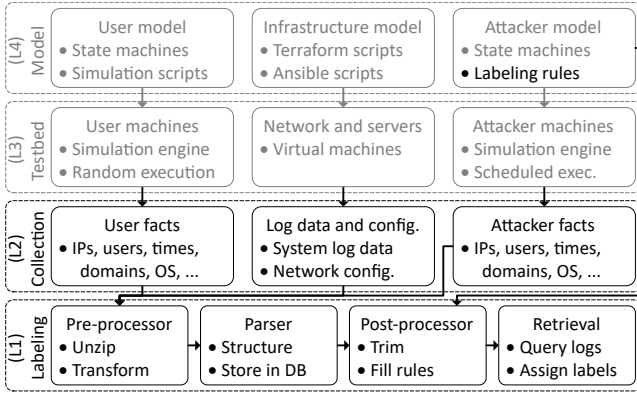 (L4)
Model
User model
• State machines
• Simulation scripts
Infrastructure model
• Terraform scripts
• Ansible scripts
Attacker model
• State machines
• Labeling rules
(L3)
Testbed
User machines
• Simulation engine
• Random execution
Network and servers
• Virtual machines
Attacker machines
• Simulation engine
• Scheduled exec.
(L2)
Collection
User facts
• IPs, users, times,
domains, OS, ...
Log data and config.
• System log data
• Network config.
Attacker facts
• IPs, users, times,
domains, OS, ...
(L1)
Labeling
Pre-processor
• Unzip
• Transform
Parser
• Structure
• Store in DB
Post-processor
• Trim
• Fill rules
Retrieval
• Query logs
• Assign labels